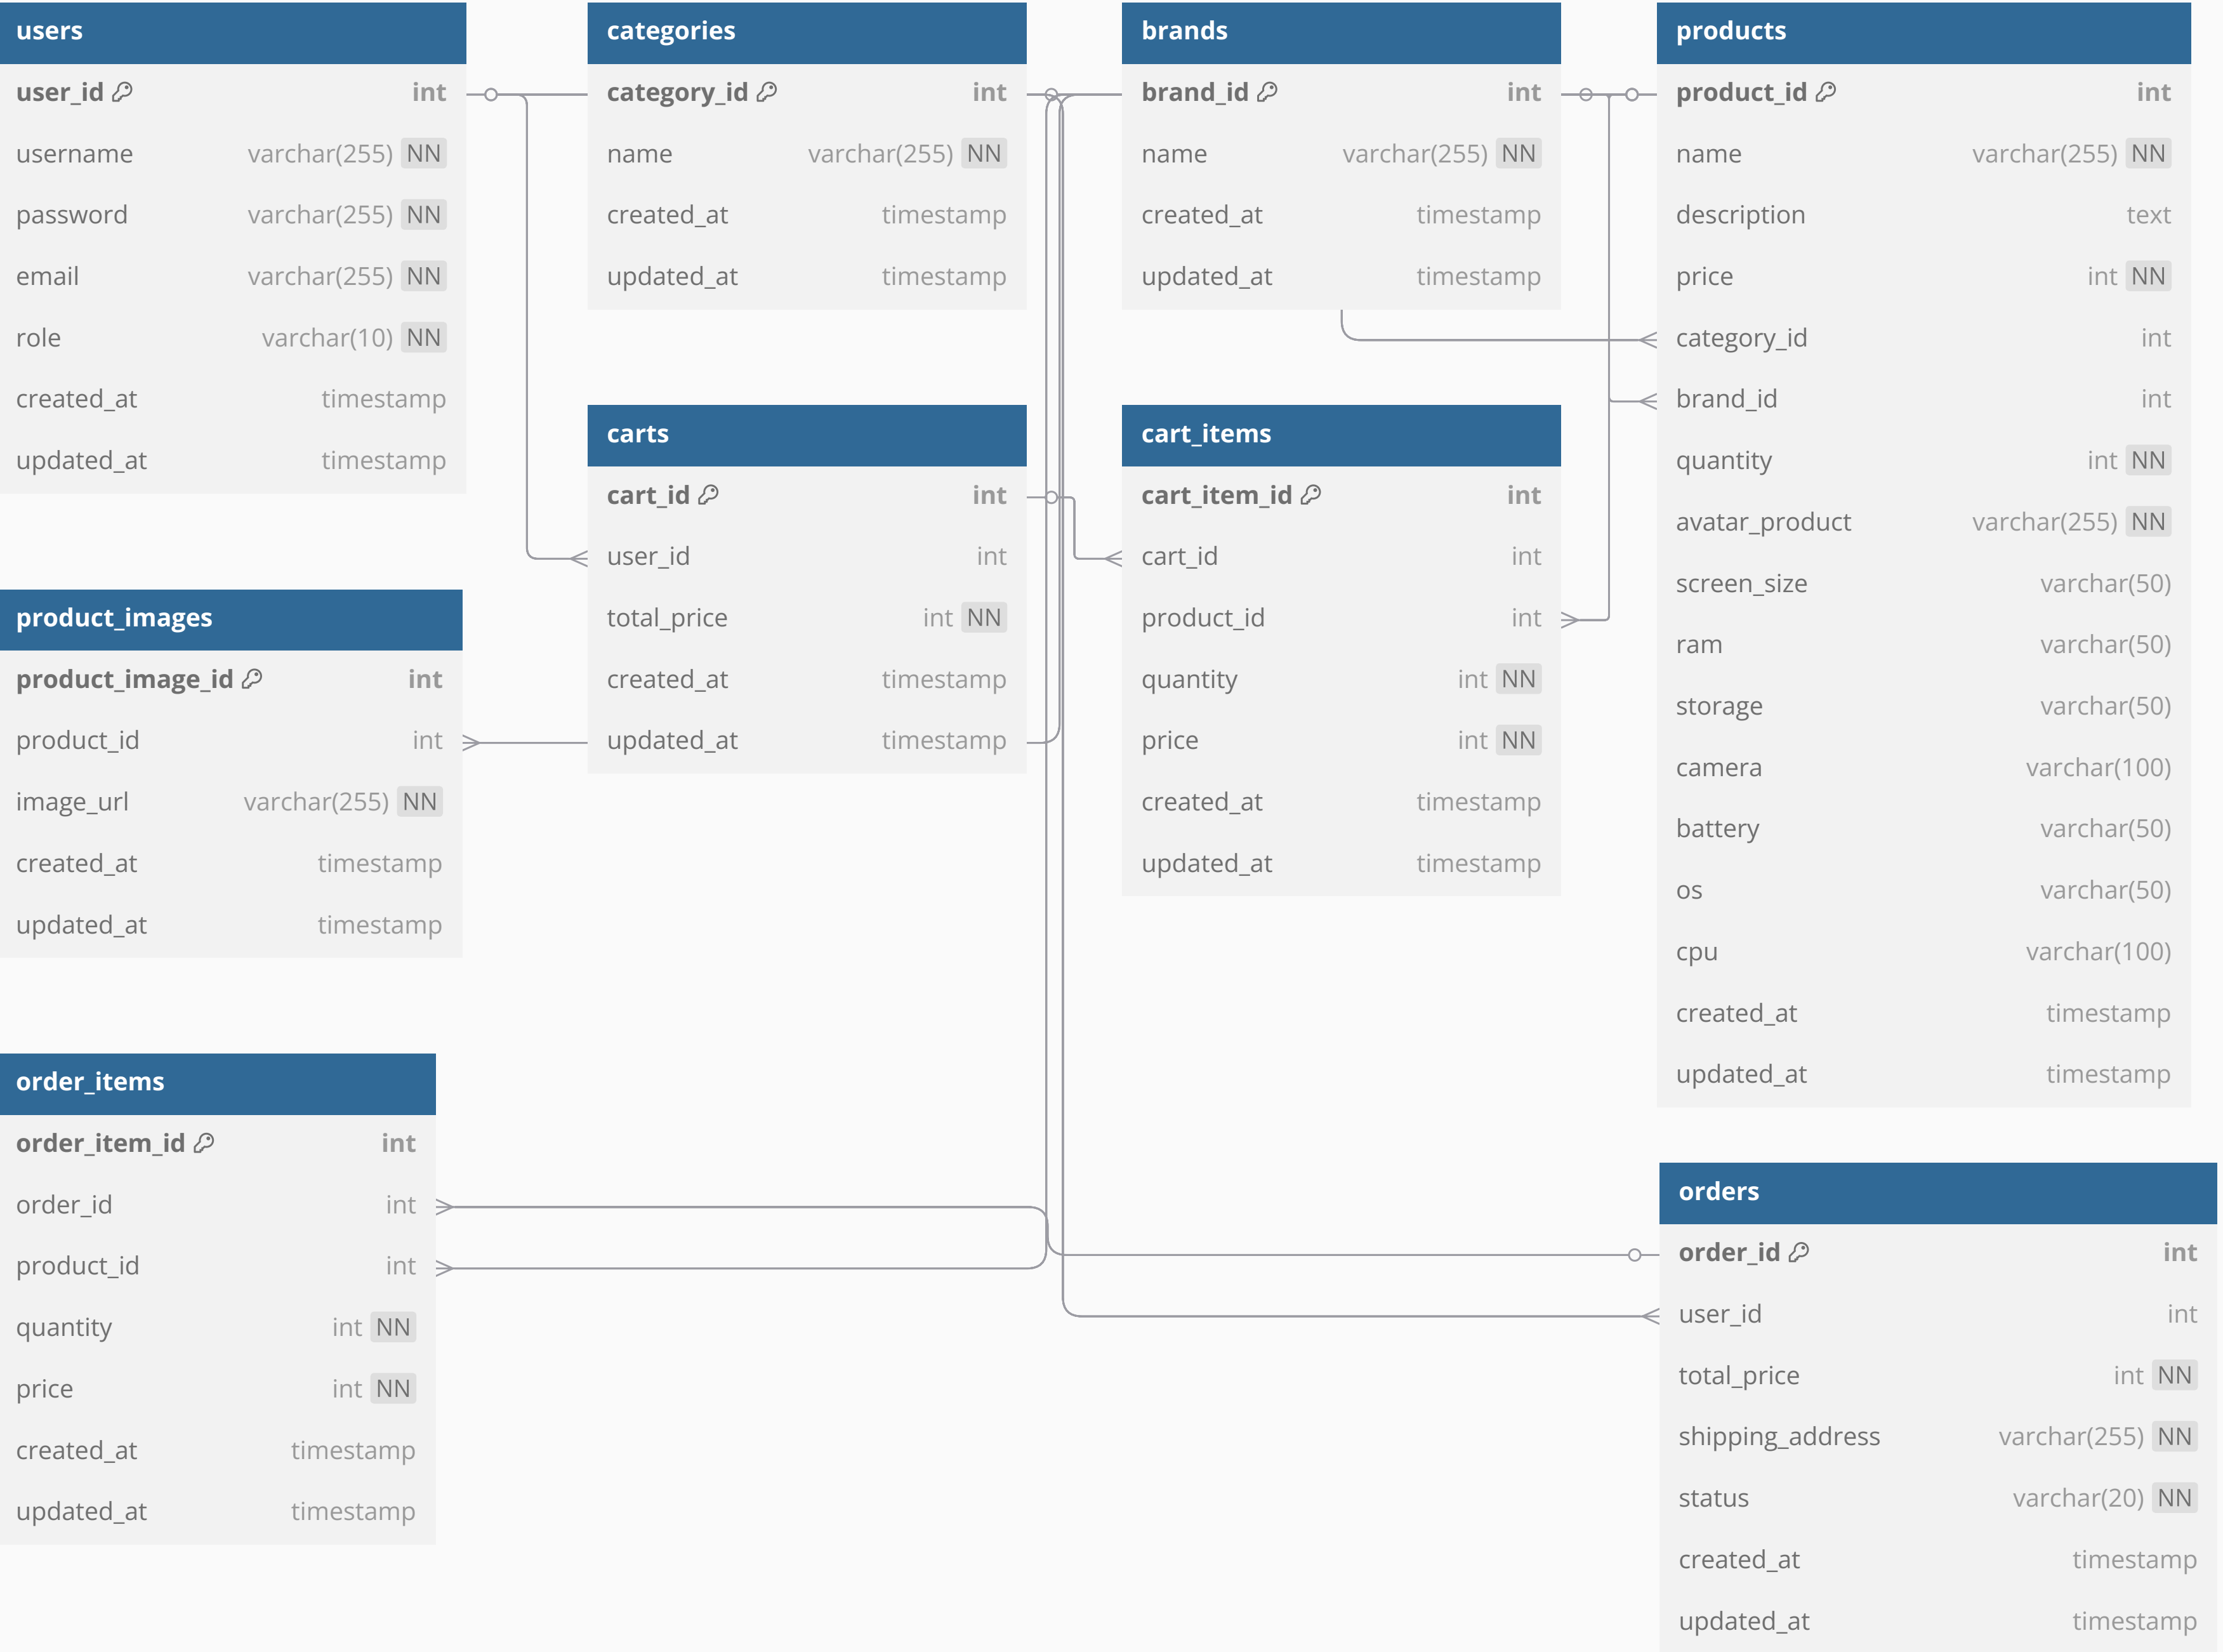 users
user_id int
username varchar(255) NN
password varchar(255) NN
email varchar(255) NN
role varchar(10) NN
created_at timestamp
updated_at timestamp
categories
category_id int
name varchar(255) NN
created_at timestamp
updated_at timestamp
brands
brand_id int
name varchar(255) NN
created_at timestamp
updated_at timestamp
products
product_id int
name varchar(255) NN
description text
price int NN
category_id int
brand_id int
quantity int NN
avatar_product varchar(255) NN
screen_size varchar(50)
ram varchar(50)
storage varchar(50)
camera varchar(100)
battery varchar(50)
os varchar(50)
cpu varchar(100)
created_at timestamp
updated_at timestamp
carts
cart_id int
user_id int
total_price int NN
created_at timestamp
updated_at timestamp
cart_items
cart_item_id int
cart_id int
product_id int
quantity int NN
price int NN
created_at timestamp
updated_at timestamp
product_images
product_image_id int
product_id int
image_url varchar(255) NN
created_at timestamp
updated_at timestamp
order_items
order_item_id int
order_id int
product_id int
quantity int NN
price int NN
created_at timestamp
updated_at timestamp
orders
order_id int
user_id int
total_price int NN
shipping_address varchar(255) NN
status varchar(20) NN
created_at timestamp
updated_at timestamp